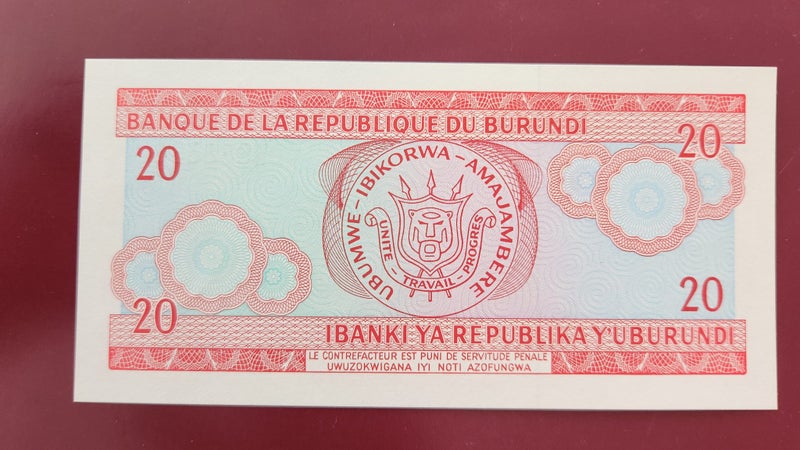 BANQUE DE LA REPUBLIQUE DU BURUNDI
20
20
UBUMWE - IBIKORWA - AMAJAMBERE
UNITE - TRAVAIL - PROGRES
20
20
IBANKI YA REPUBLIKA Y'UBURUNDI
LE CONTREFACTEUR EST PUNI DE SERVITUDE PENALE
UWUZOKWIGANA IYI NOTI AZOFUNGWA